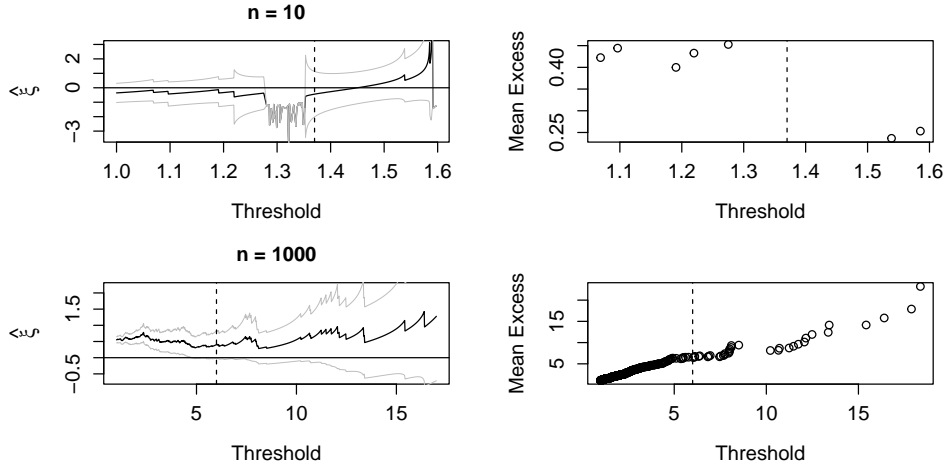 n = 10
ξ̂
2
0
−3
1.0 1.1 1.2 1.3 1.4 1.5 1.6
Threshold
Mean Excess
0.40
0.25
1.1 1.2 1.3 1.4 1.5 1.6
Threshold
n = 1000
ξ̂
1.5
−0.5
5 10 15
Threshold
Mean Excess
15
5
5 10 15
Threshold